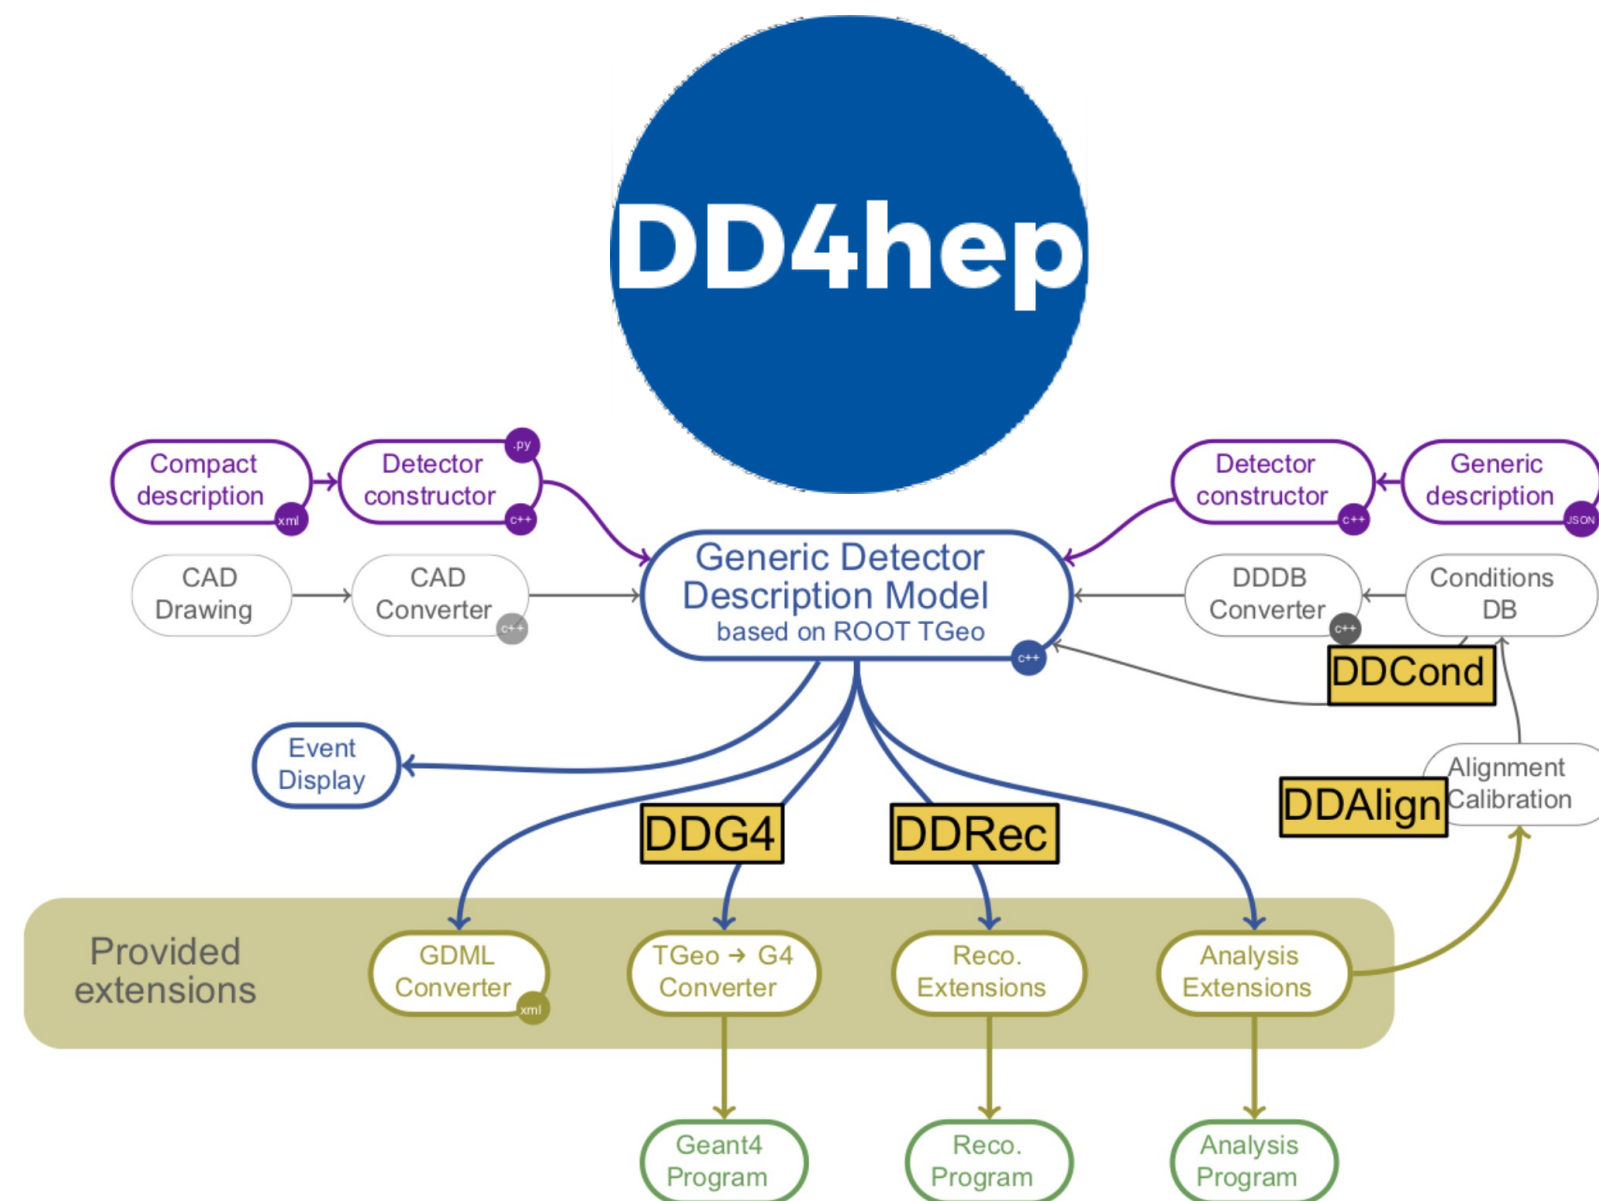 DD4hep
Compact
description
xml
Detector
constructor
.py
c++
Detector
constructor
c++
Generic
description
JSON
CAD
Drawing
CAD
Converter
c++
Generic Detector
Description Model
based on ROOT TGeo
c++
DDDB
Converter
c++
Conditions
DB
DDCond
Event
Display
Alignment
Calibration
DDAlign
DDG4
DDRec
Provided
extensions
GDML
Converter
xml
TGeo → G4
Converter
Reco.
Extensions
Analysis
Extensions
Geant4
Program
Reco.
Program
Analysis
Program